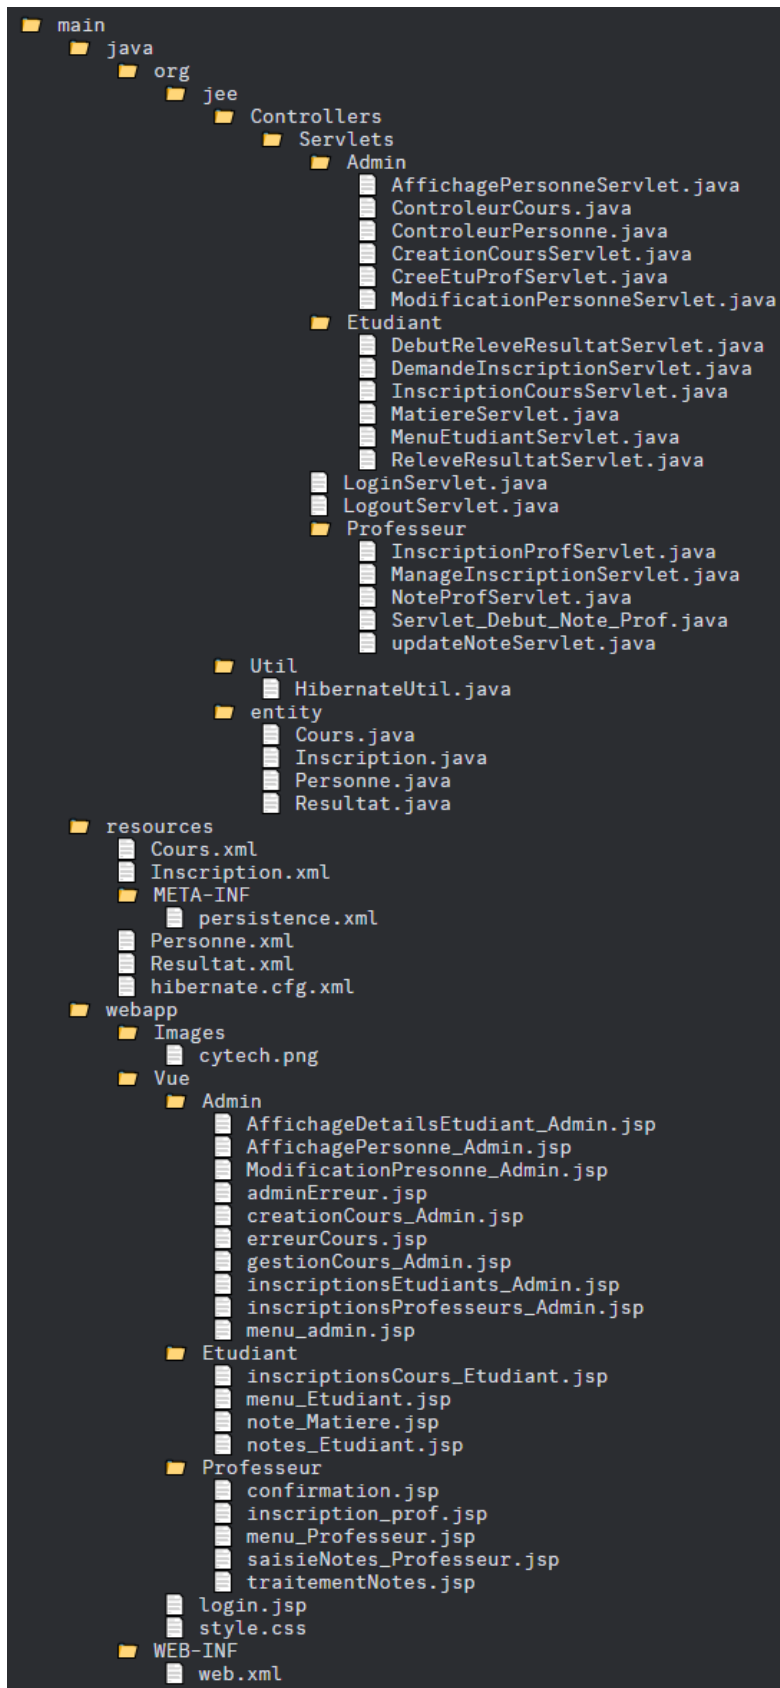 main
java
org
jee
Controllers
Servlets
Admin
AffichagePersonneServlet.java
ControleurCours.java
ControleurPersonne.java
CreationCoursServlet.java
CreeEtuProfServlet.java
ModificationPersonneServlet.java
Etudiant
DebutReleveResultatServlet.java
DemandeInscriptionServlet.java
InscriptionCoursServlet.java
MatiereServlet.java
MenuEtudiantServlet.java
ReleveResultatServlet.java
LoginServlet.java
LogoutServlet.java
Professeur
InscriptionProfServlet.java
ManageInscriptionServlet.java
NoteProfServlet.java
Servlet_Debut_Note_Prof.java
updateNoteServlet.java
Util
HibernateUtil.java
entity
Cours.java
Inscription.java
Personne.java
Resultat.java
resources
Cours.xml
Inscription.xml
META-INF
persistence.xml
Personne.xml
Resultat.xml
hibernate.cfg.xml
webapp
Images
cytech.png
Vue
Admin
AffichageDetailsEtudiant_Admin.jsp
AffichagePersonne_Admin.jsp
ModificationPresonne_Admin.jsp
adminErreur.jsp
creationCours_Admin.jsp
erreurCours.jsp
gestionCours_Admin.jsp
inscriptionsEtudiants_Admin.jsp
inscriptionsProfesseurs_Admin.jsp
menu_admin.jsp
Etudiant
inscriptionsCours_Etudiant.jsp
menu_Etudiant.jsp
note_Matiere.jsp
notes_Etudiant.jsp
Professeur
confirmation.jsp
inscription_prof.jsp
menu_Professeur.jsp
saisieNotes_Professeur.jsp
traitementNotes.jsp
login.jsp
style.css
WEB-INF
web.xml